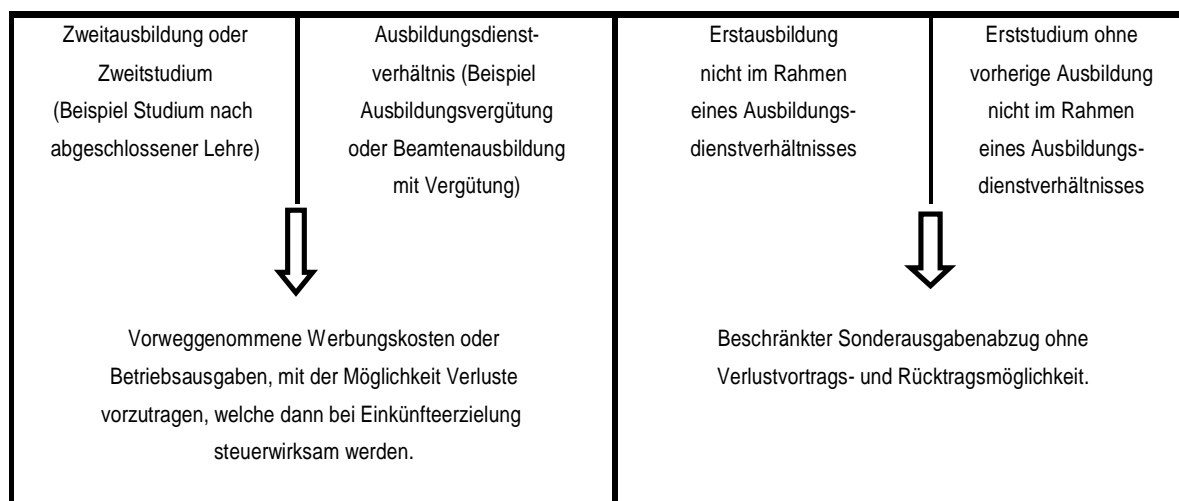 Zweitausbildung oder
Zweitstudium
(Beispiel Studium nach
abgeschlossener Lehre)
Ausbildungsdienst-
verhältnis (Beispiel
Ausbildungsvergütung
oder Beamtenausbildung
mit Vergütung)
Erstausbildung
nicht im Rahmen
eines Ausbildungs-
dienstverhältnisses
Erststudium ohne
vorherige Ausbildung
nicht im Rahmen
eines Ausbildungs-
dienstverhältnisses
Vorweggenommene Werbungskosten oder
Betriebsausgaben, mit der Möglichkeit Verluste
vorzutragen, welche dann bei Einkünfteerzielung
steuerwirksam werden.
Beschränkter Sonderausgabenabzug ohne
Verlustvortrags- und Rücktragsmöglichkeit.